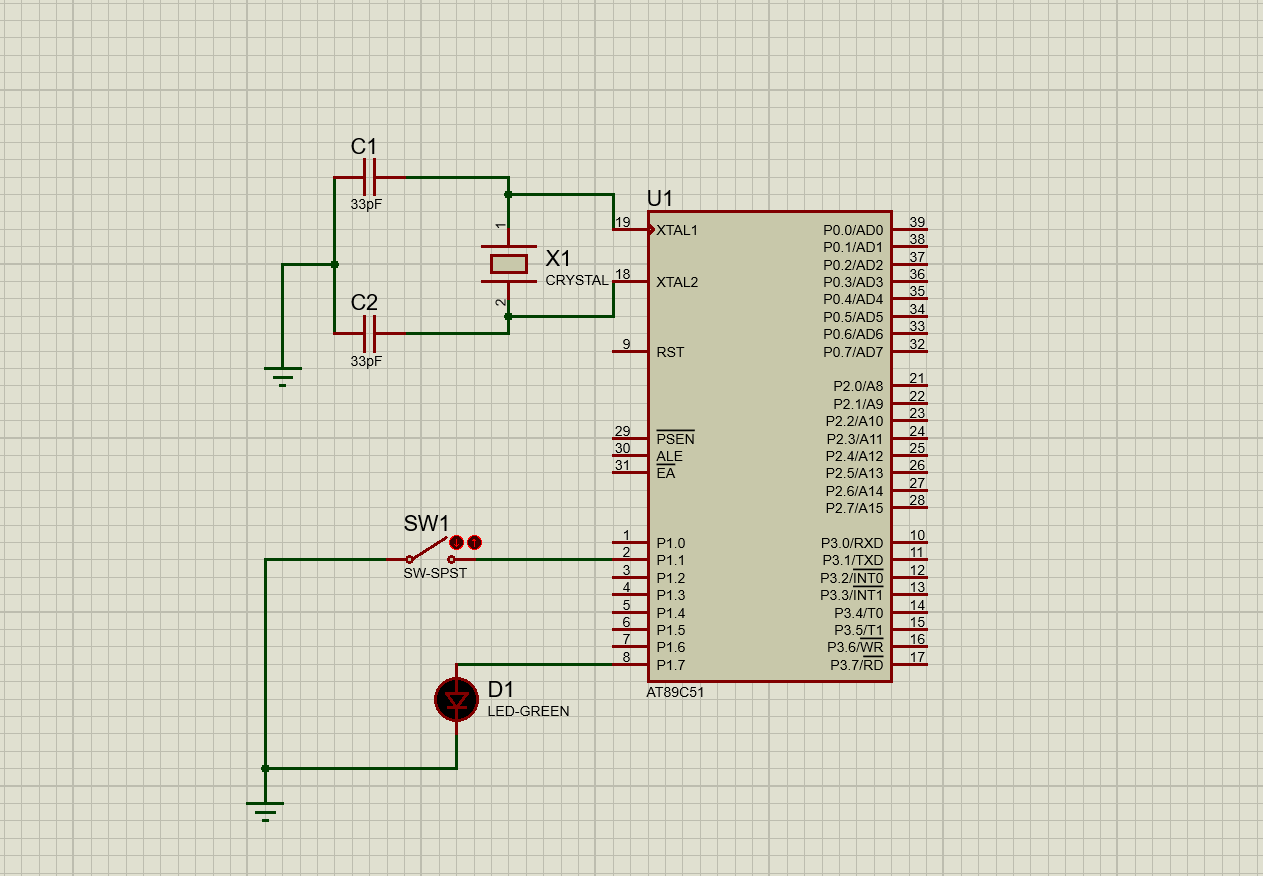 C1
33pF
1
X1
CRYSTAL
2
C2
33pF
U1
19 XTAL1
18 XTAL2
9 RST
29 PSEN
30 ALE
31 EA
1 P1.0
2 P1.1
3 P1.2
4 P1.3
5 P1.4
6 P1.5
7 P1.6
8 P1.7
P0.0/AD0 39
P0.1/AD1 38
P0.2/AD2 37
P0.3/AD3 36
P0.4/AD4 35
P0.5/AD5 34
P0.6/AD6 33
P0.7/AD7 32
P2.0/A8 21
P2.1/A9 22
P2.2/A10 23
P2.3/A11 24
P2.4/A12 25
P2.5/A13 26
P2.6/A14 27
P2.7/A15 28
P3.0/RXD 10
P3.1/TXD 11
P3.2/INT0 12
P3.3/INT1 13
P3.4/T0 14
P3.5/T1 15
P3.6/WR 16
P3.7/RD 17
AT89C51
SW1
SW-SPST
D1
LED-GREEN